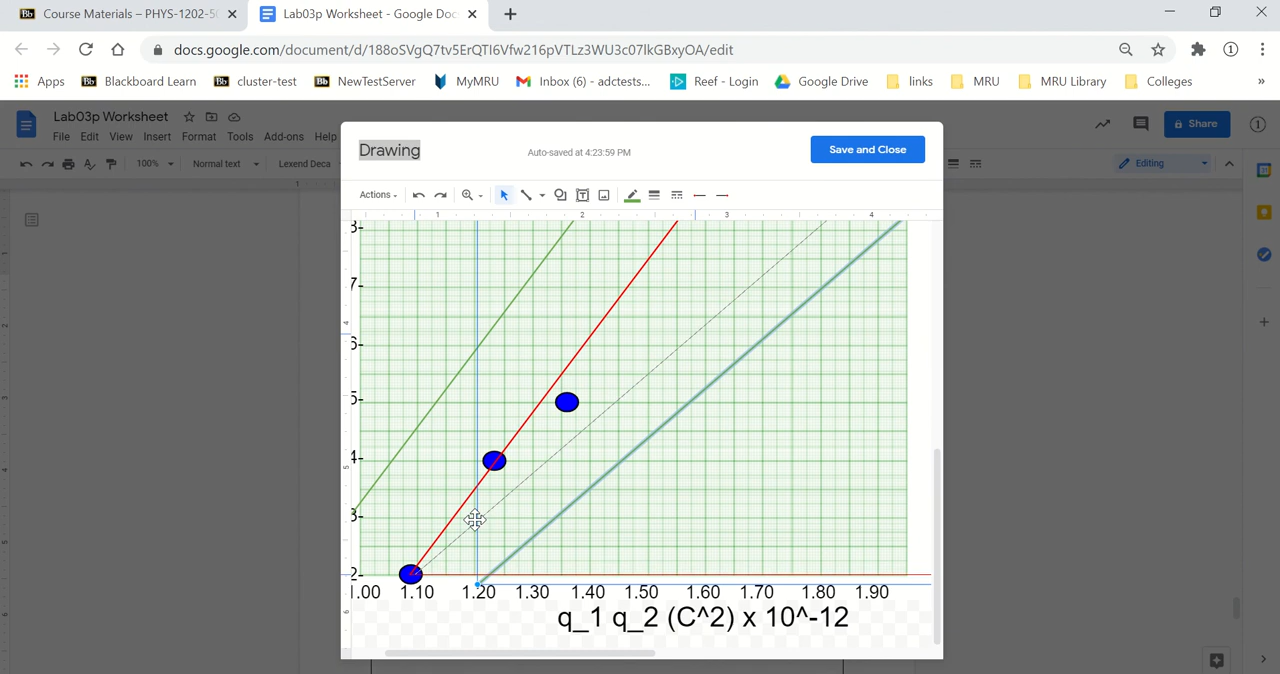 Course Materials – PHYS-1202-50
Lab03p Worksheet - Google Doc
docs.google.com/document/d/188oSVgQ7tv5ErQTl6Vfw216pVTLz3WU3c07lkGBxyOA/edit
Apps
Blackboard Learn
cluster-test
NewTestServer
MyMRU
Inbox (6) - adctests...
Reef - Login
Google Drive
links
MRU
MRU Library
Colleges
»
Lab03p Worksheet
Share
File Edit View Insert Format Tools Add-ons Help
100% Normal text Lexend Deca
Editing
Drawing
Auto-saved at 4:23:59 PM
Save and Close
Actions
1 2 3 4
8-
7-
6-
5-
4-
3-
2-
1.00 1.10 1.20 1.30 1.40 1.50 1.60 1.70 1.80 1.90
q_1 q_2 (C^2) x 10^-12